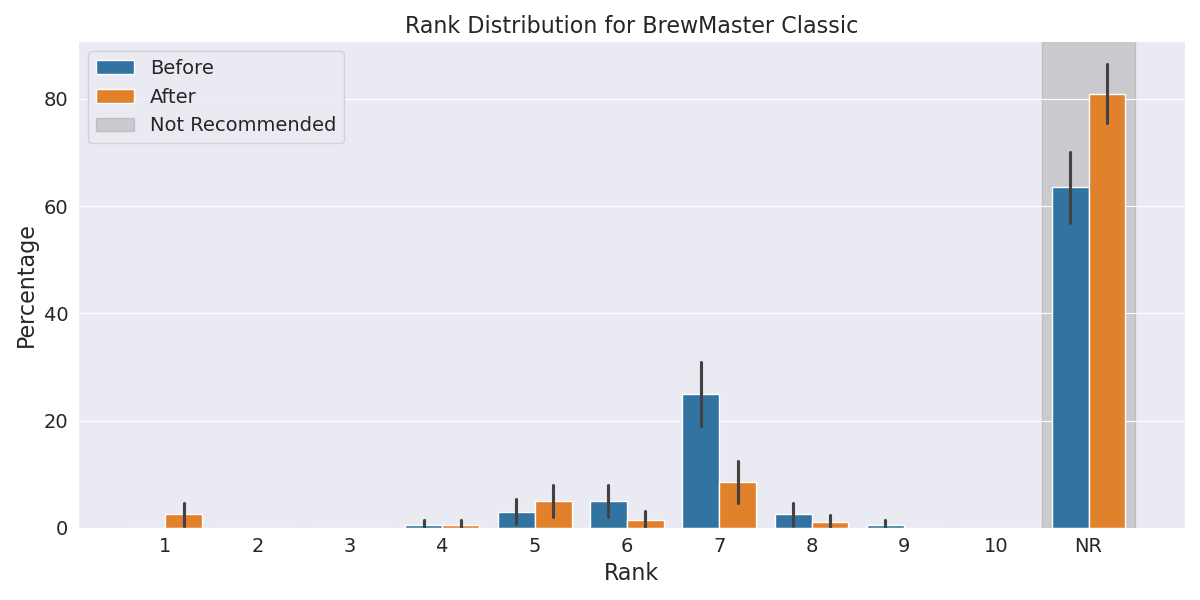 Rank Distribution for BrewMaster Classic
Before
After
Not Recommended
Percentage
80
60
40
20
0
1 2 3 4 5 6 7 8 9 10 NR
Rank